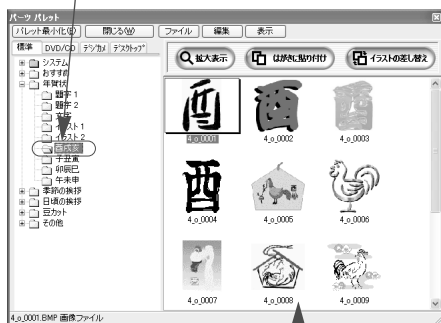 パーツ パレット
パレット最小化(E) 閉じる(W) ファイル 編集 表示
標準 DVD/CD デジカメ デスクトップ
拡大表示 はがきに貼り付け イラストの差し替え
システム
おすすめ
年賀状
題字1
題字2
イラスト1
イラスト2
酉戌亥
子丑寅
卯辰巳
午未申
季節の挨拶
日頃の挨拶
豆カット
その他
酉 酉
4_o_0001 4_o_0002 4_o_0003
酉
4_o_0004 4_o_0005 4_o_0006
4_o_0007 4_o_0008 4_o_0009
4_o_0001.BMP 画像ファイル